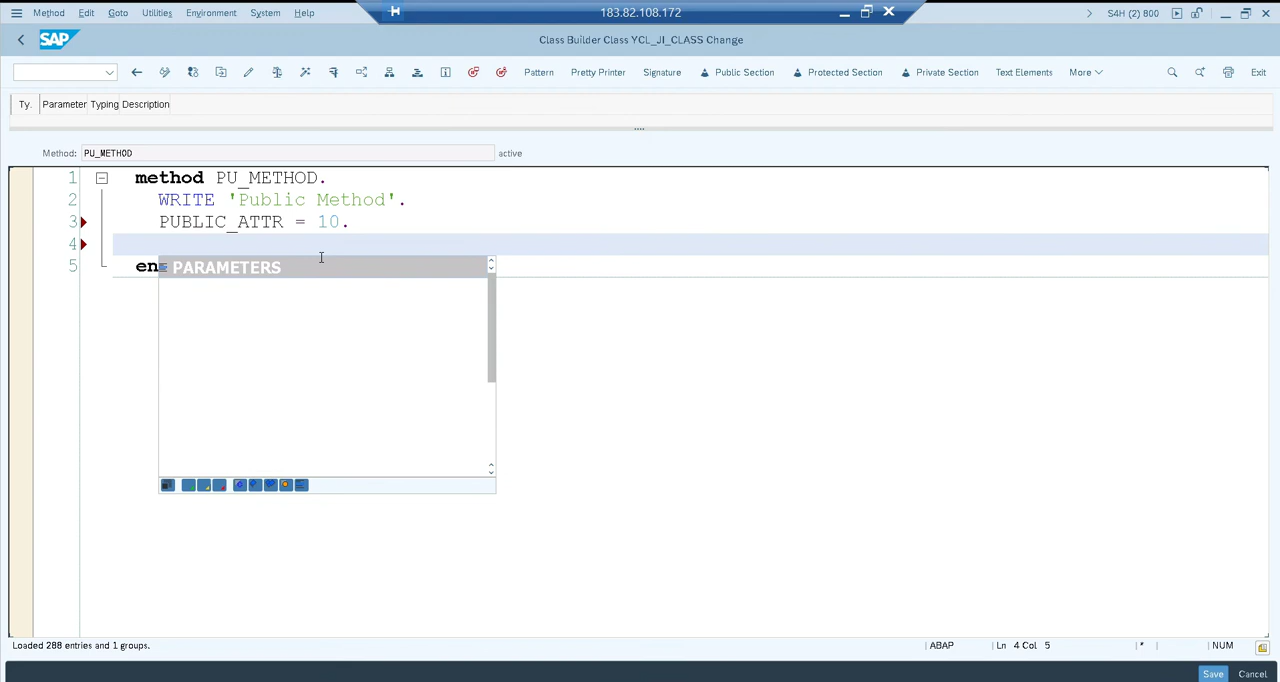 Method Edit Goto Utilities Environment System Help
183.82.108.172
S4H (2) 800
SAP
Class Builder Class YCL_JI_CLASS Change
Pattern Pretty Printer Signature Public Section Protected Section Private Section Text Elements More Exit
Ty. Parameter Typing Description
Method: PU_METHOD active
1 method PU_METHOD.
2 WRITE 'Public Method'.
3 PUBLIC_ATTR = 10.
4
5 en
PARAMETERS
Loaded 288 entries and 1 groups.
ABAP Ln 4 Col 5 * NUM
Save Cancel